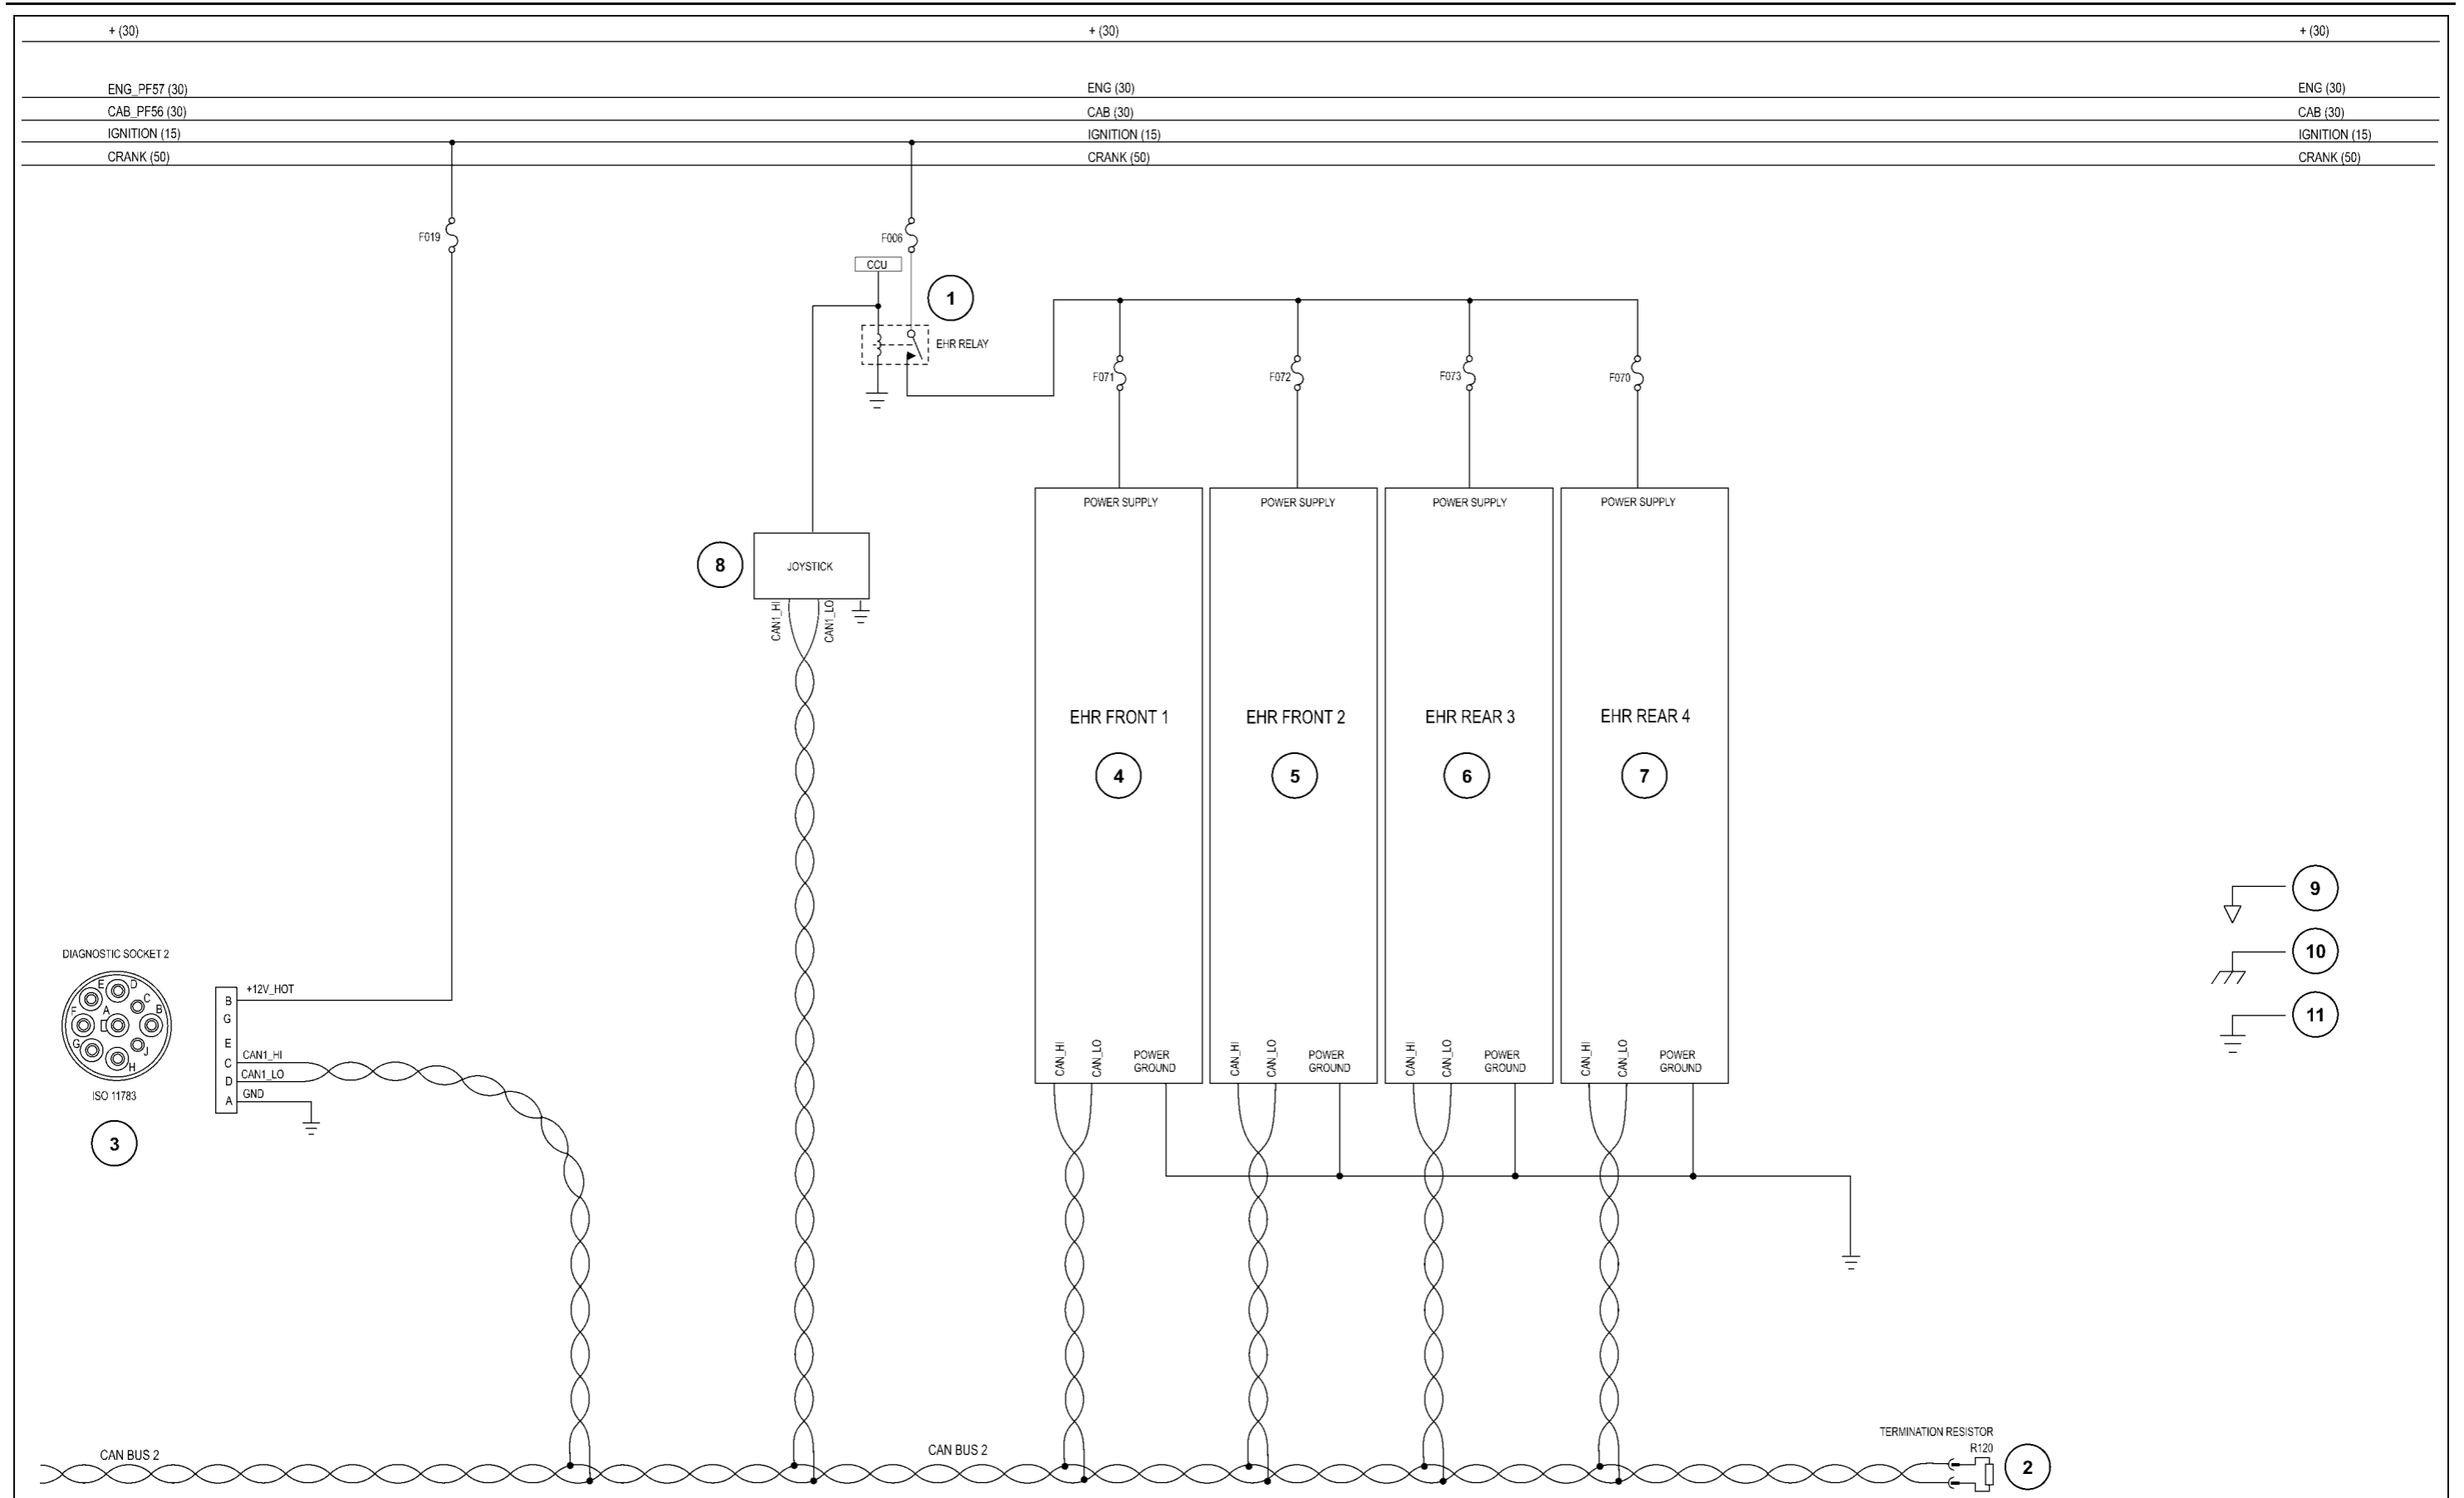 + (30)
+ (30)
+ (30)
ENG_PF57 (30)
ENG (30)
ENG (30)
CAB_PF56 (30)
CAB (30)
CAB (30)
IGNITION (15)
IGNITION (15)
IGNITION (15)
CRANK (50)
CRANK (50)
CRANK (50)
F019
F006
CCU
1
EHR RELAY
F071
F072
F073
F070
POWER SUPPLY
POWER SUPPLY
POWER SUPPLY
POWER SUPPLY
8
JOYSTICK
CAN1_HI
CAN1_LO
EHR FRONT 1
EHR FRONT 2
EHR REAR 3
EHR REAR 4
4
5
6
7
9
10
11
DIAGNOSTIC SOCKET 2
E
D
C
B
F
A
G
J
H
ISO 11783
3
B
+12V_HOT
G
E
C
CAN1_HI
D
CAN1_LO
A
GND
CAN_HI
CAN_LO
POWER
GROUND
CAN_HI
CAN_LO
POWER
GROUND
CAN_HI
CAN_LO
POWER
GROUND
CAN_HI
CAN_LO
POWER
GROUND
CAN BUS 2
CAN BUS 2
TERMINATION RESISTOR
R120
2